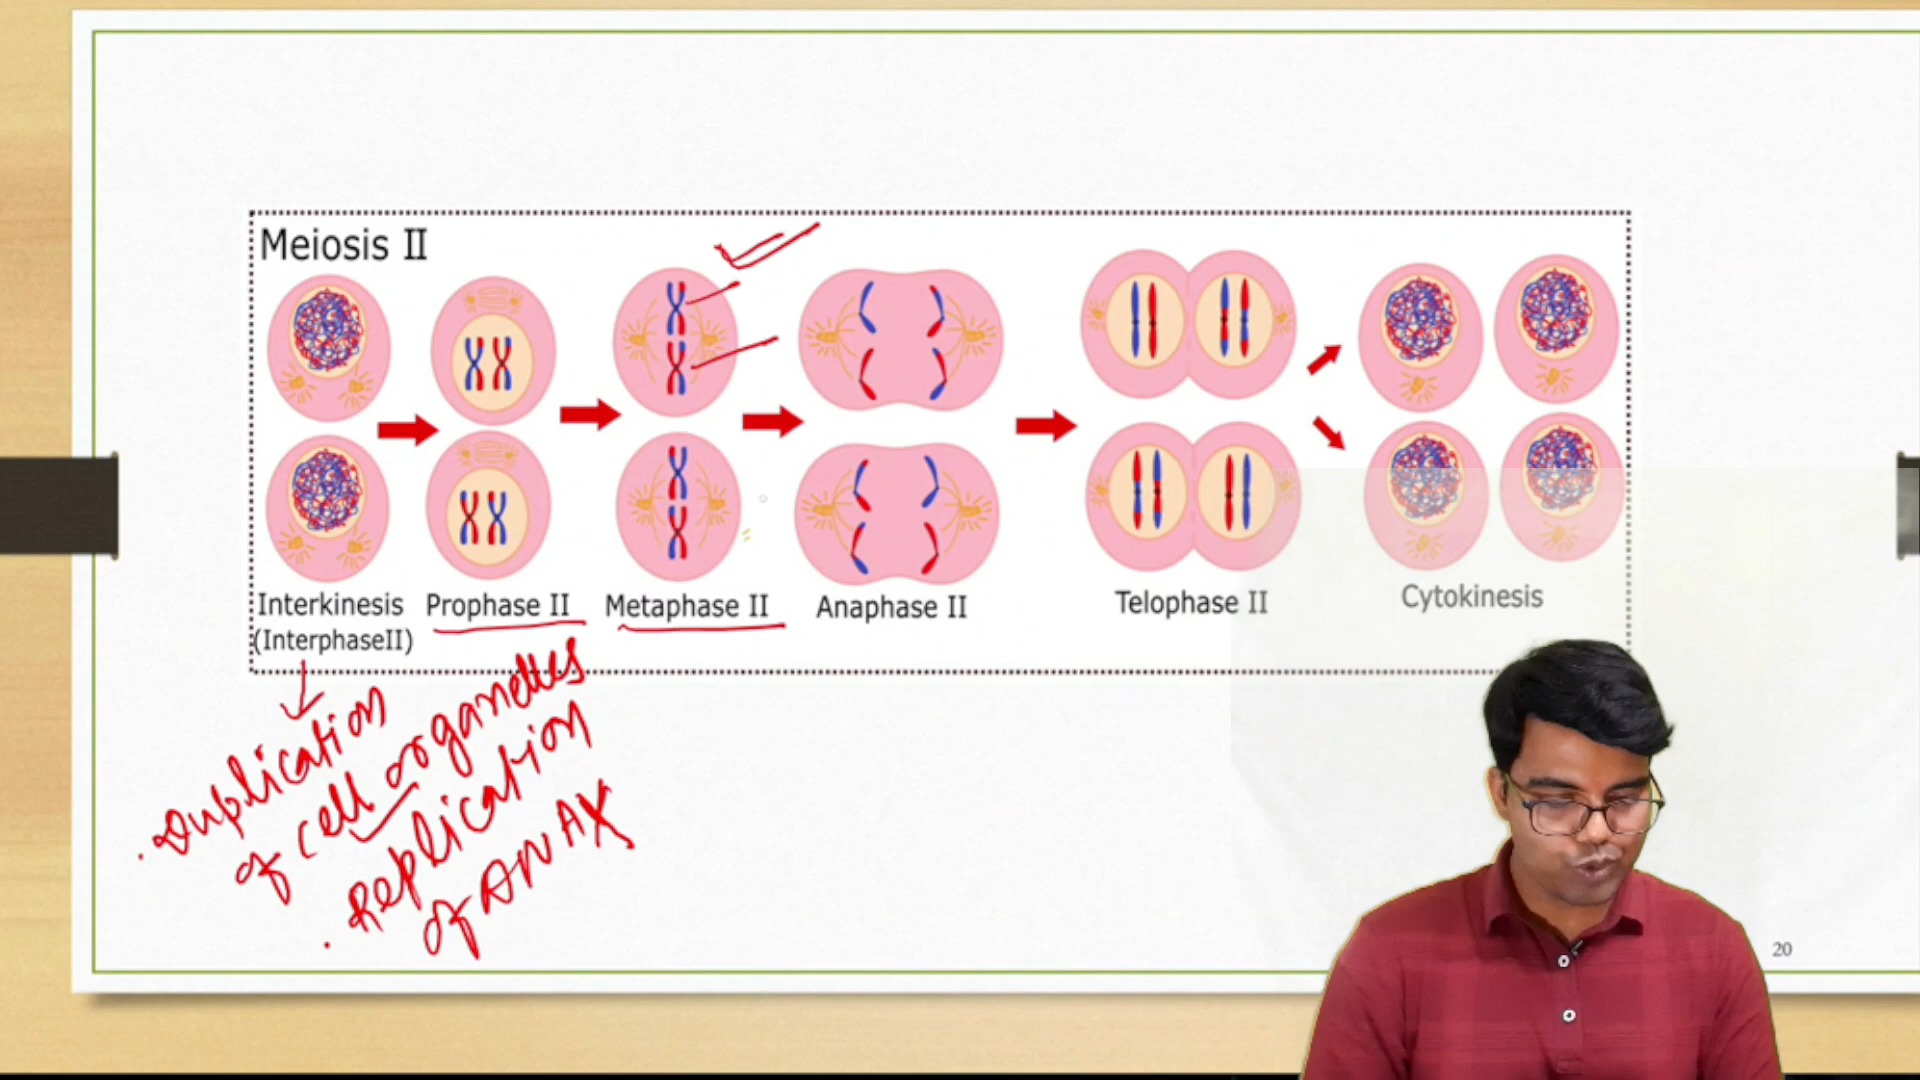 Meiosis II
Interkinesis
(InterphaseII)
Prophase II
Metaphase II
Anaphase II
Telophase II
Cytokinesis
. Duplication
of cell organelles
. Replication
of DNA X
20